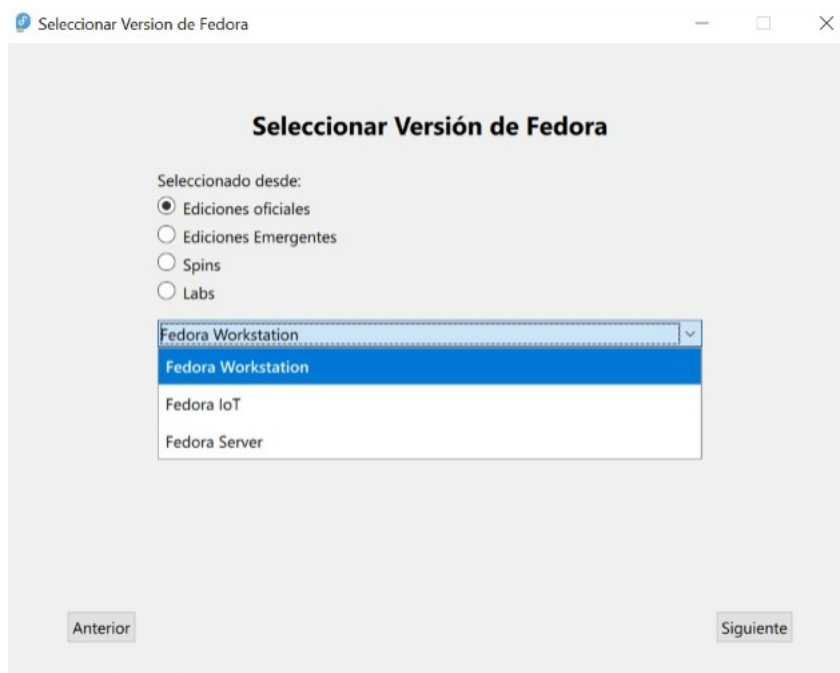 Seleccionar Version de Fedora
Seleccionar Versión de Fedora
Seleccionado desde:
Ediciones oficiales
Ediciones Emergentes
Spins
Labs
Fedora Workstation
Fedora Workstation
Fedora IoT
Fedora Server
Anterior
Siguiente